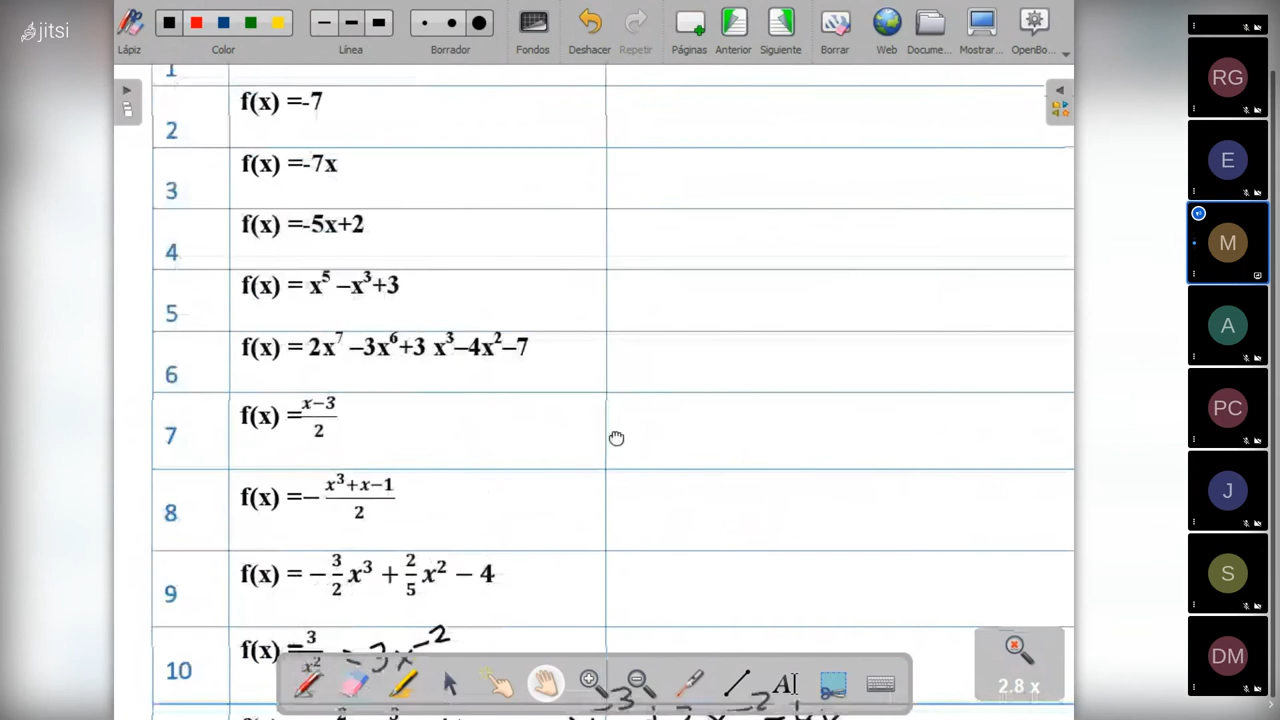 jitsi
Lápiz Color Línea Borrador Fondos Deshacer Repetir Páginas Anterior Siguiente Borrar Web Docume... Mostrar... OpenBo...
1
2 f(x) =-7
3 f(x) =-7x
4 f(x) =-5x+2
5 f(x) = x⁵ –x³+3
6 f(x) = 2x⁷ –3x⁶+3 x³–4x²–7
7 f(x) =(x−3)/2
8 f(x) =− (x³+x−1)/2
9 f(x) = −3/2 x³ + 2/5 x² − 4
10 f(x) −3/x²
2.8 x
RG
E
M
A
PC
J
S
DM